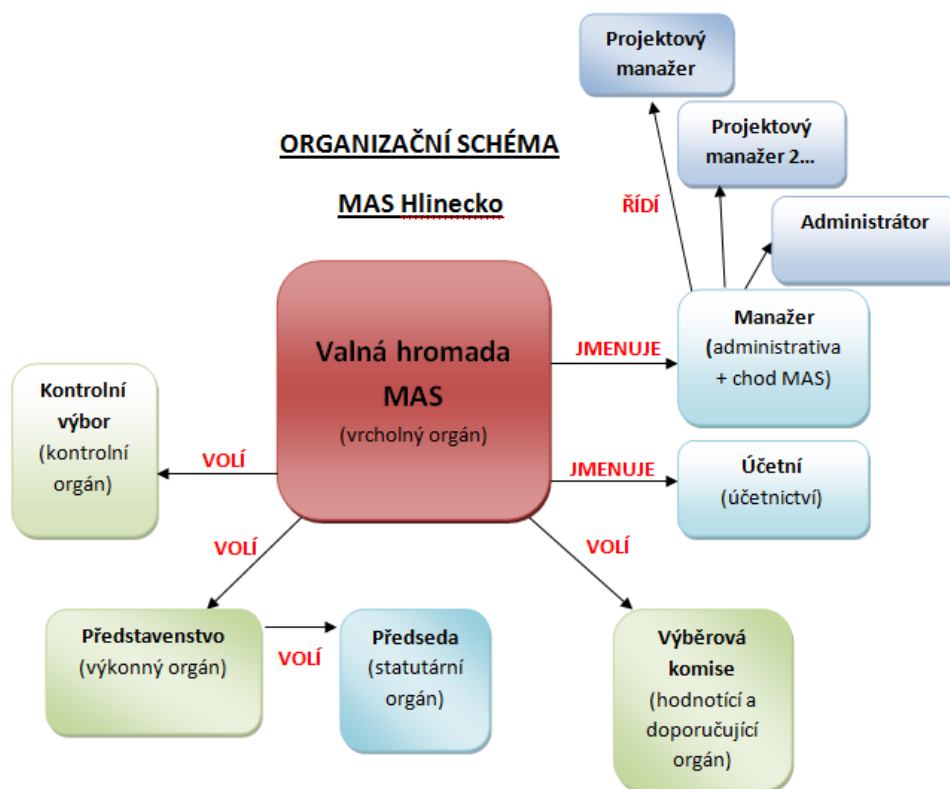 Projektový
manažer
Projektový
manažer 2...
ORGANIZAČNÍ SCHÉMA
MAS Hlinecko
ŘÍDÍ
Administrátor
Valná hromada
MAS
(vrcholný orgán)
JMENUJE
Manažer
(administrativa
+ chod MAS)
Kontrolní
výbor
(kontrolní
orgán)
VOLÍ
JMENUJE
Účetní
(účetnictví)
VOLÍ
VOLÍ
Představenstvo
(výkonný orgán)
VOLÍ
Předseda
(statutární
orgán)
Výběrová
komise
(hodnotící a
doporučující
orgán)